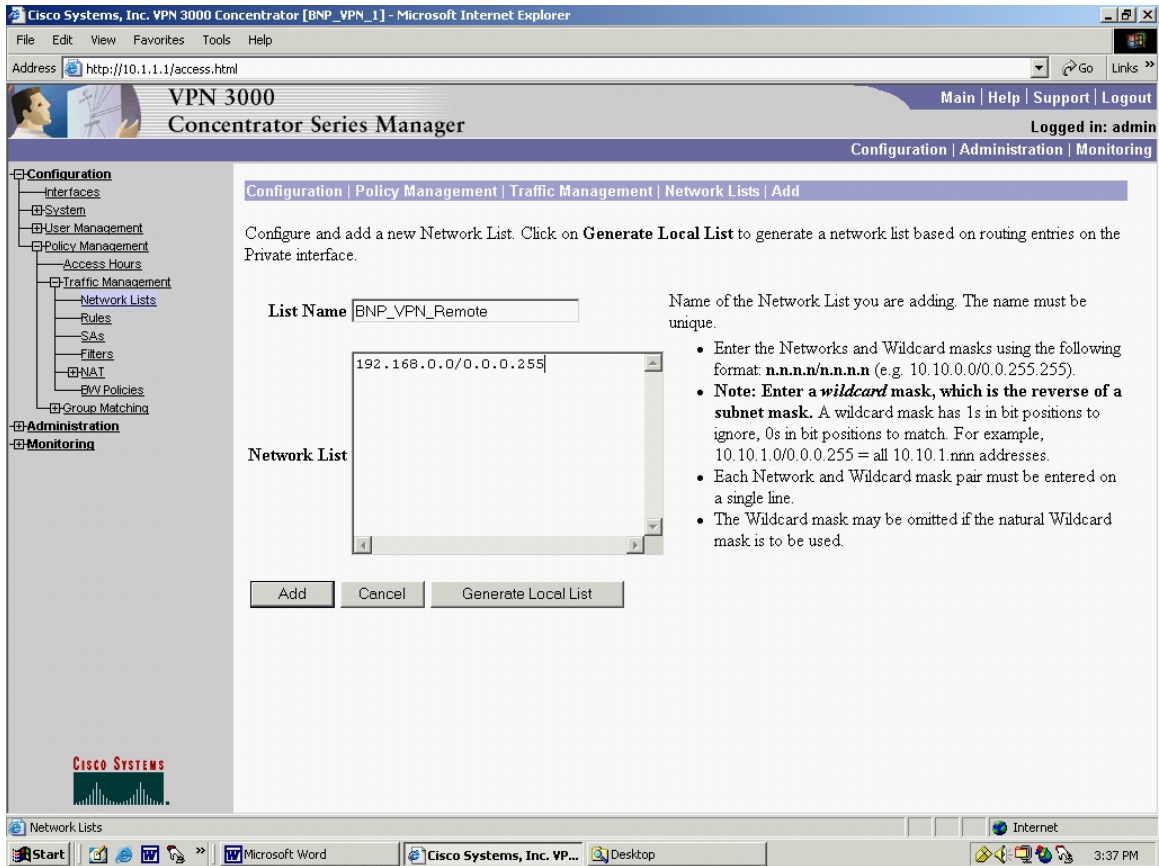 Cisco Systems, Inc. VPN 3000 Concentrator [BNP_VPN_1] - Microsoft Internet Explorer
File Edit View Favorites Tools Help
Address http://10.1.1.1/access.html Go Links »
VPN 3000
Concentrator Series Manager
Main | Help | Support | Logout
Logged in: admin
Configuration | Administration | Monitoring
Configuration
Interfaces
System
User Management
Policy Management
Access Hours
Traffic Management
Network Lists
Rules
SAs
Filters
NAT
BW Policies
Group Matching
Administration
Monitoring
CISCO SYSTEMS
Configuration | Policy Management | Traffic Management | Network Lists | Add
Configure and add a new Network List. Click on Generate Local List to generate a network list based on routing entries on the
Private interface.
List Name BNP_VPN_Remote
Name of the Network List you are adding. The name must be
unique.
Network List
192.168.0.0/0.0.0.255
• Enter the Networks and Wildcard masks using the following
format: n.n.n.n/n.n.n.n (e.g. 10.10.0.0/0.0.255.255).
• Note: Enter a wildcard mask, which is the reverse of a
subnet mask. A wildcard mask has 1s in bit positions to
ignore, 0s in bit positions to match. For example,
10.10.1.0/0.0.0.255 = all 10.10.1.nnn addresses.
• Each Network and Wildcard mask pair must be entered on
a single line.
• The Wildcard mask may be omitted if the natural Wildcard
mask is to be used.
Add Cancel Generate Local List
Network Lists Internet
Start » Microsoft Word Cisco Systems, Inc. VP... Desktop 3:37 PM